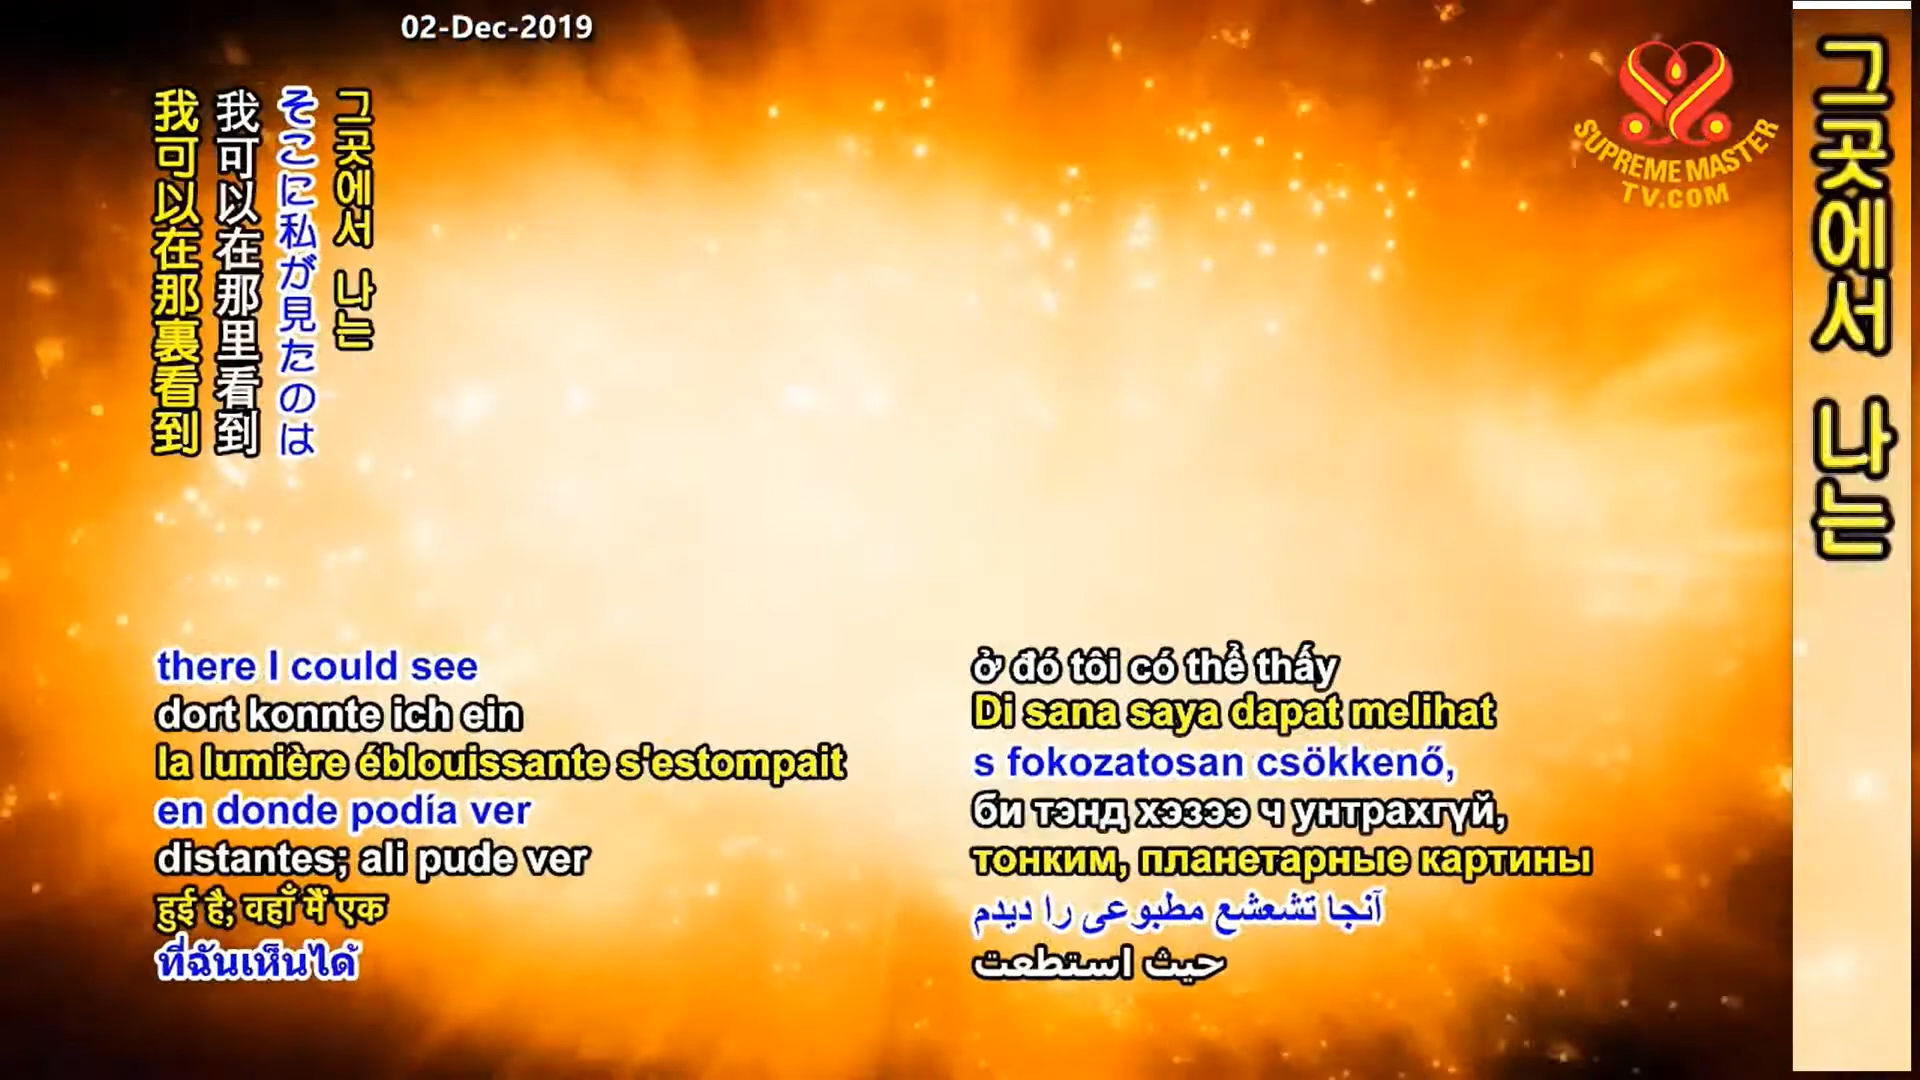 02-Dec-2019
그곳에서 나는
そこに私が見たのは
我可以在那里看到
我可以在那裏看到
SUPREME MASTER
TV.COM
그곳에서 나는
there I could see
dort konnte ich ein
la lumière éblouissante s'estompait
en donde podía ver
distantes; ali pude ver
हुई है; वहाँ मैं एक
ที่ฉันเห็นได้
ở đó tôi có thể thấy
Di sana saya dapat melihat
s fokozatosan csökkenő,
би тэнд хэзээ ч унтрахгүй,
тонким, планетарные картины
آنجا تشعشع مطبوعی را دیدم
حيث استطعت